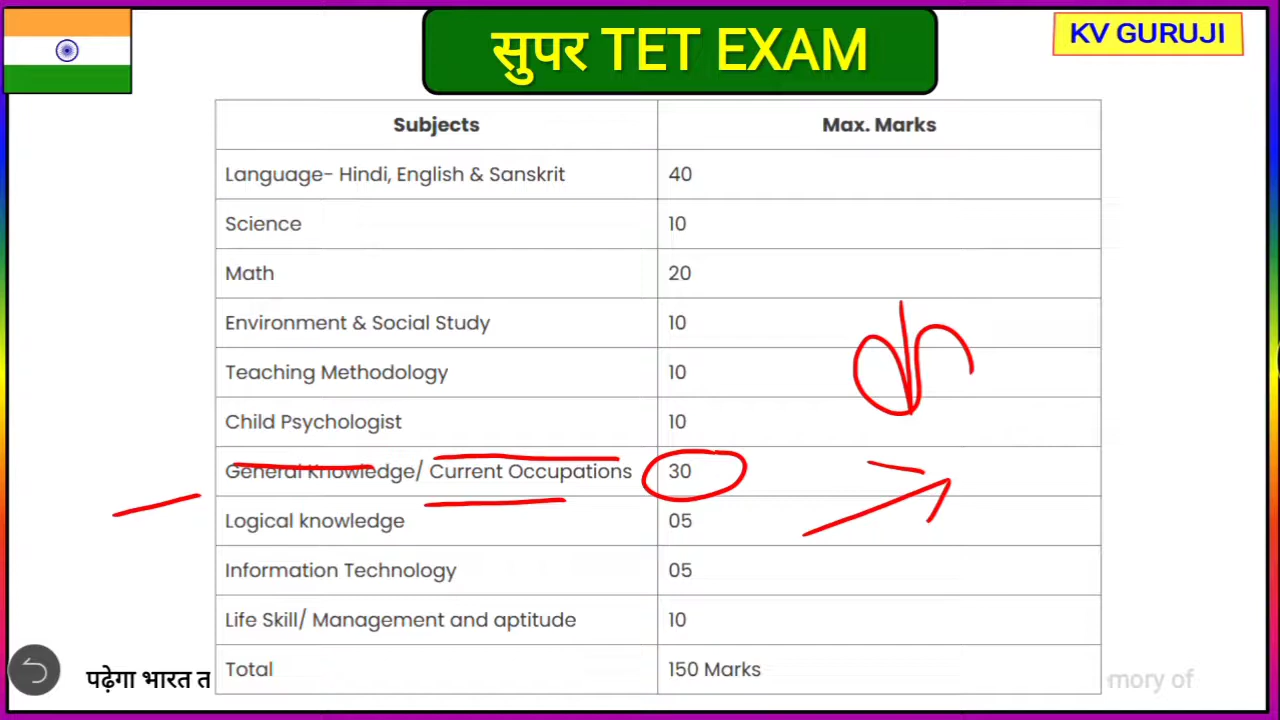 सुपर TET EXAM
KV GURUJI
Subjects Max. Marks
Language- Hindi, English & Sanskrit 40
Science 10
Math 20
Environment & Social Study 10
Teaching Methodology 10
Child Psychologist 10
General Knowledge/ Current Occupations 30
Logical knowledge 05
Information Technology 05
Life Skill/ Management and aptitude 10
Total 150 Marks
पढ़ेगा भारत त mory of